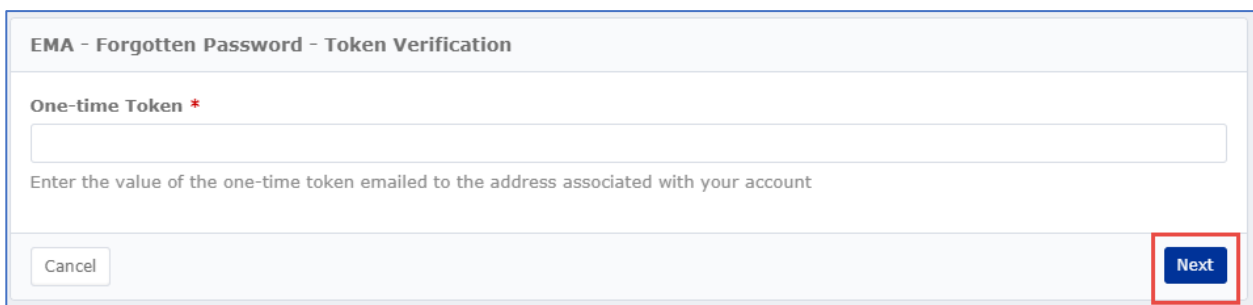 EMA - Forgotten Password - Token Verification
One-time Token *
Enter the value of the one-time token emailed to the address associated with your account
Cancel
Next